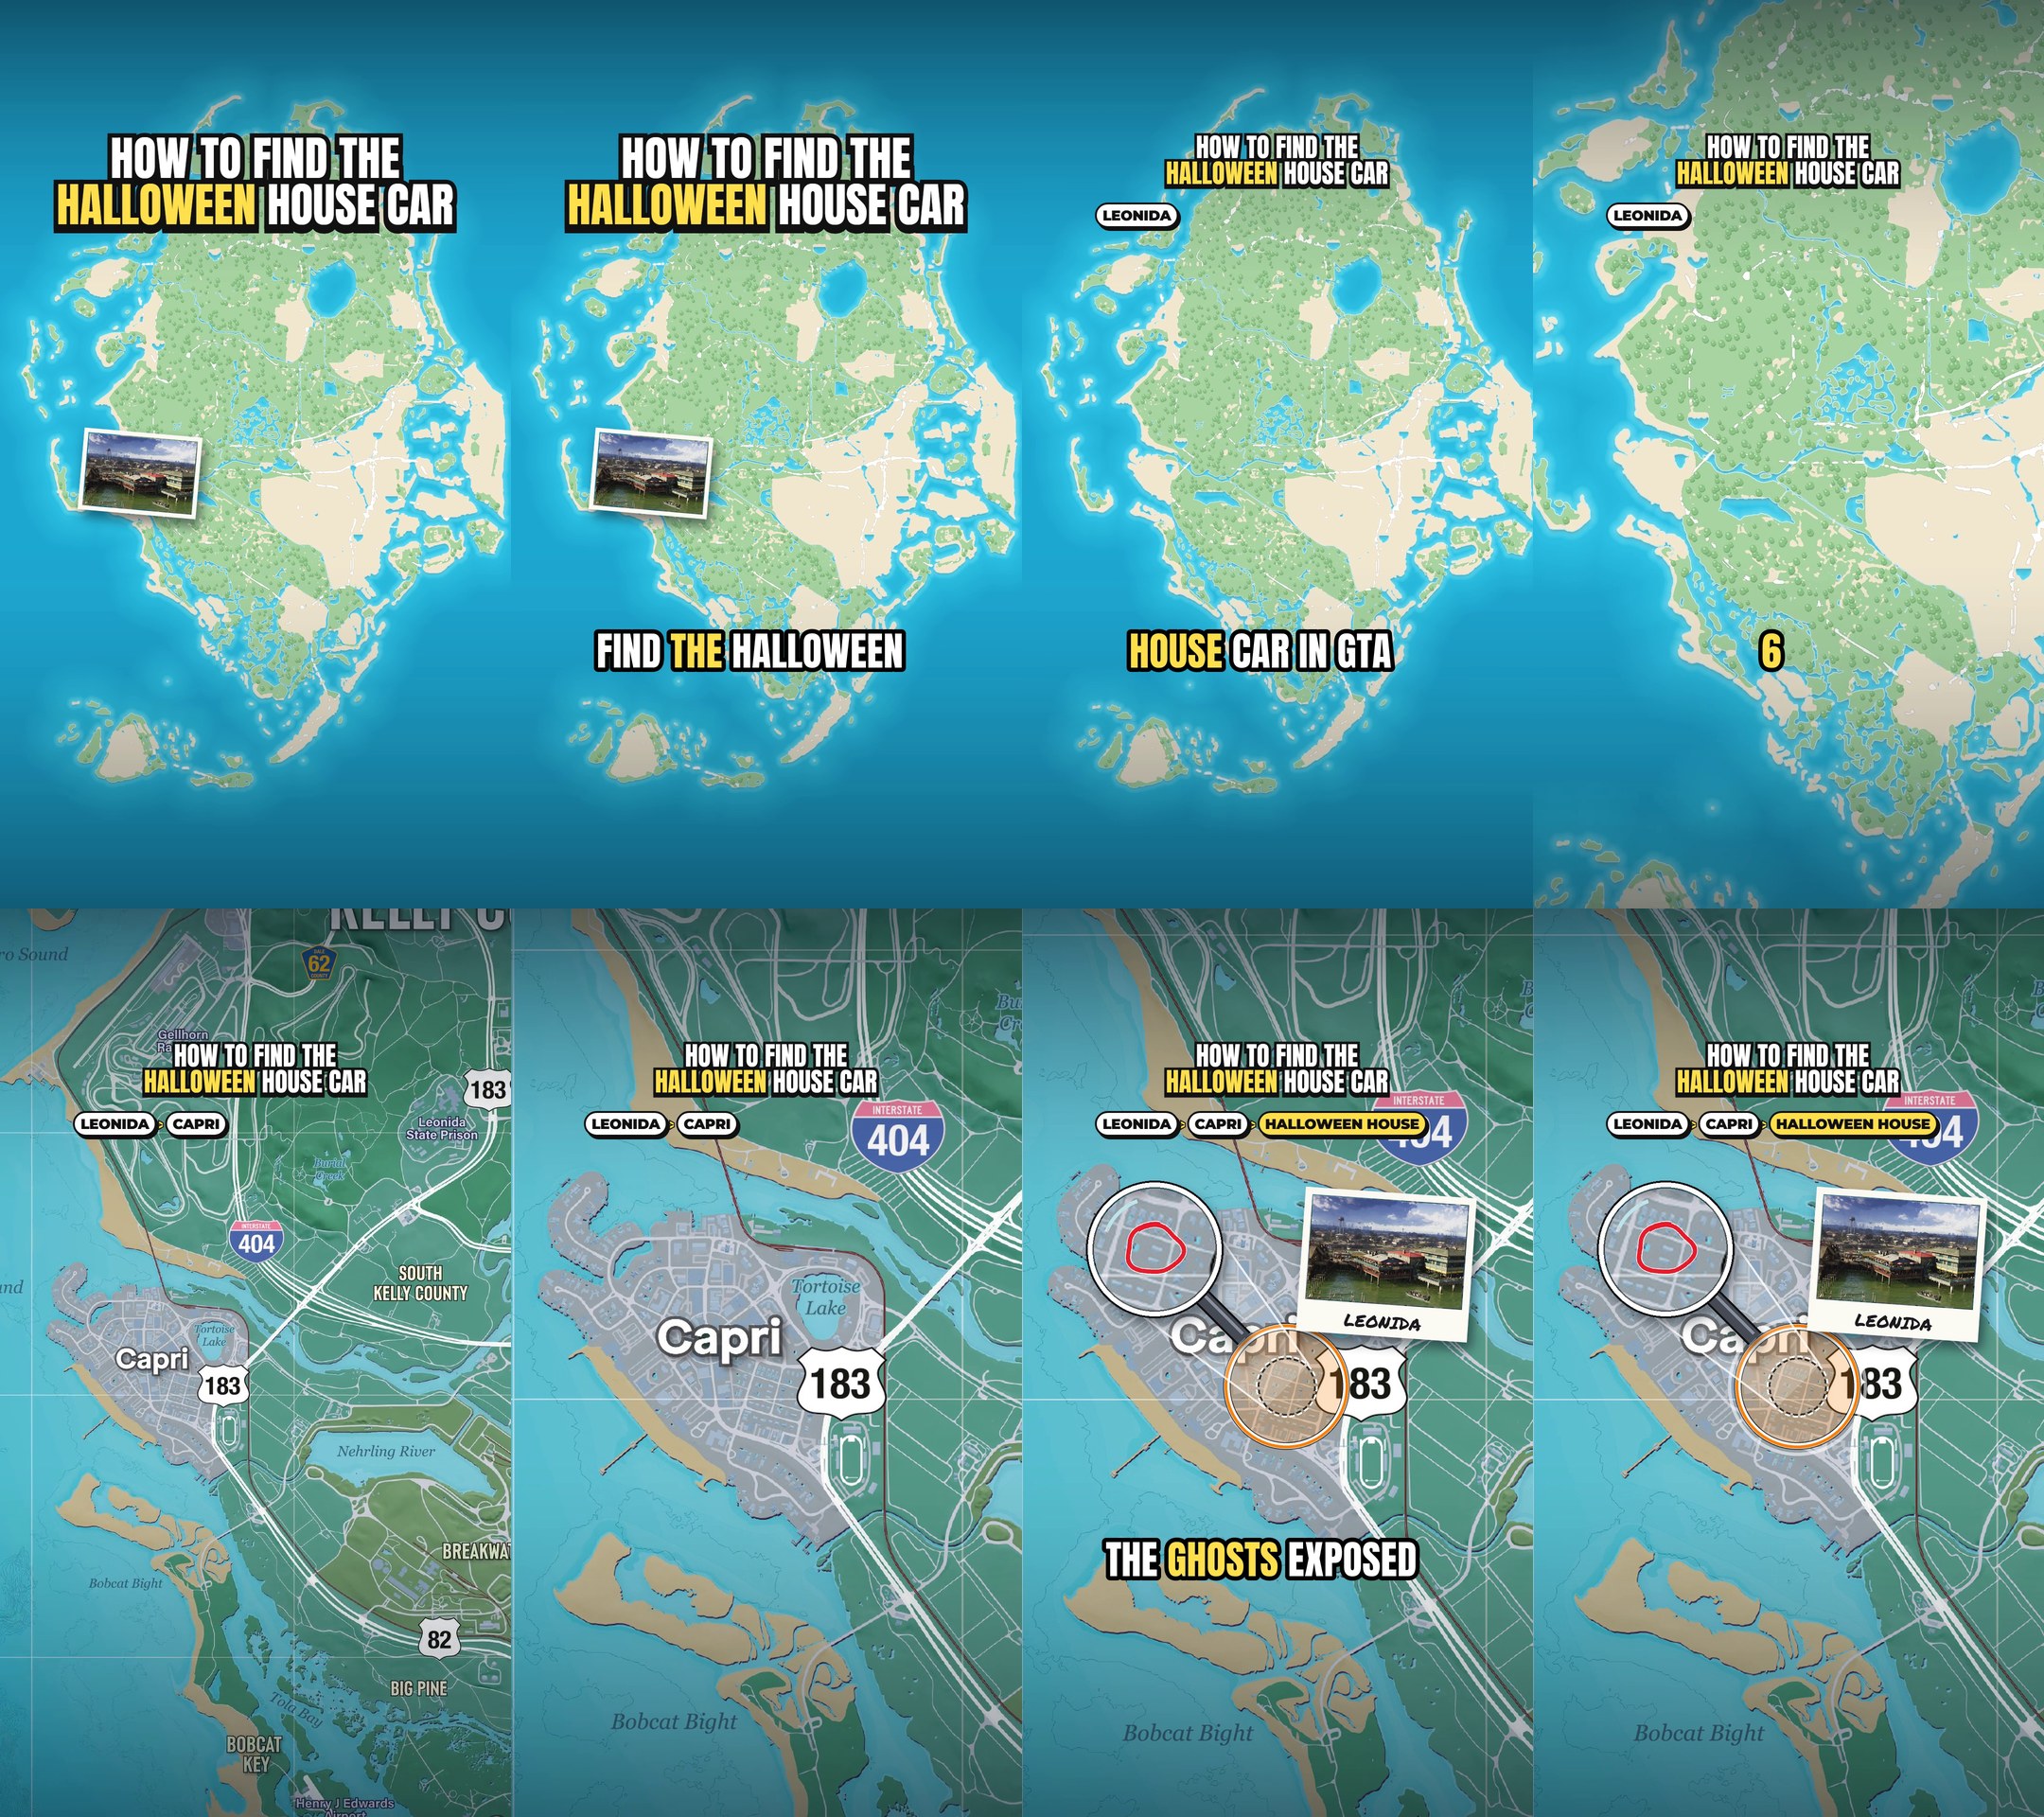 HOW TO FIND THE
HALLOWEEN HOUSE CAR
HOW TO FIND THE
HALLOWEEN HOUSE CAR
FIND THE HALLOWEEN
HOW TO FIND THE
HALLOWEEN HOUSE CAR
LEONIDA
HOUSE CAR IN GTA
HOW TO FIND THE
HALLOWEEN HOUSE CAR
LEONIDA
6
Sound
62
Gellhorn
HOW TO FIND THE
HALLOWEEN HOUSE CAR
183
LEONIDA
CAPRI
Leonida
State Prison
Burial
Creek
INTERSTATE
404
SOUTH
KELLY COUNTY
Tortoise
Lake
Capri
183
Nehrling River
Bobcat Bight
82
BIG PINE
Tola Bay
BOBCAT
KEY
Henry J Edwards
Airport
HOW TO FIND THE
HALLOWEEN HOUSE CAR
LEONIDA
CAPRI
INTERSTATE
404
Tortoise
Lake
Capri
183
Bobcat Bight
HOW TO FIND THE
HALLOWEEN HOUSE CAR
INTERSTATE
LEONIDA
CAPRI
HALLOWEEN HOUSE
LEONIDA
Capri
183
THE GHOSTS EXPOSED
Bobcat Bight
HOW TO FIND THE
HALLOWEEN HOUSE CAR
INTERSTATE
LEONIDA
CAPRI
HALLOWEEN HOUSE
LEONIDA
Capri
183
Bobcat Bight